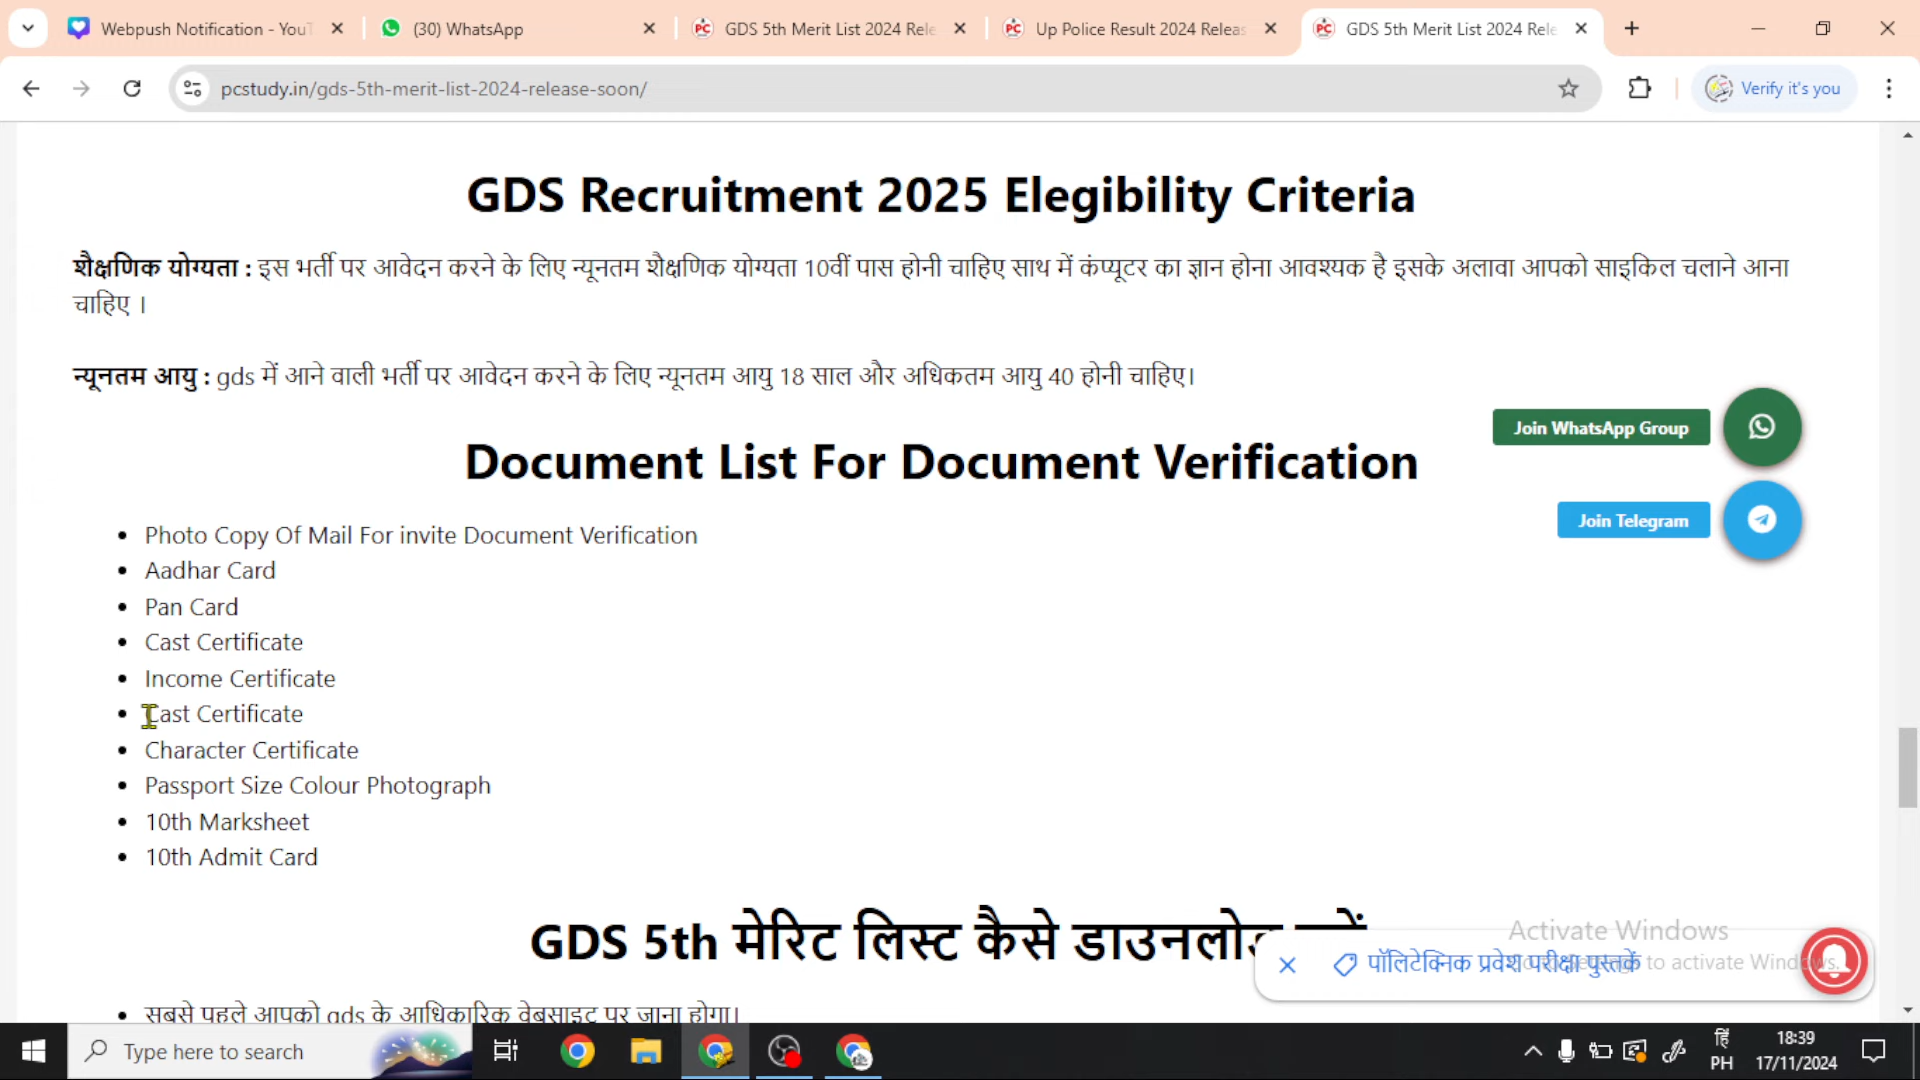 Webpush Notification - YouT
(30) WhatsApp
GDS 5th Merit List 2024 Rele
Up Police Result 2024 Releas
GDS 5th Merit List 2024 Rele
pcstudy.in/gds-5th-merit-list-2024-release-soon/
Verify it's you
GDS Recruitment 2025 Elegibility Criteria
शैक्षणिक योग्यता : इस भर्ती पर आवेदन करने के लिए न्यूनतम शैक्षणिक योग्यता 10वीं पास होनी चाहिए साथ में कंप्यूटर का ज्ञान होना आवश्यक है इसके अलावा आपको साइकिल चलाने आना
चाहिए ।
न्यूनतम आयु : gds में आने वाली भर्ती पर आवेदन करने के लिए न्यूनतम आयु 18 साल और अधिकतम आयु 40 होनी चाहिए।
Join WhatsApp Group
Document List For Document Verification
Join Telegram
Photo Copy Of Mail For invite Document Verification
Aadhar Card
Pan Card
Cast Certificate
Income Certificate
Cast Certificate
Character Certificate
Passport Size Colour Photograph
10th Marksheet
10th Admit Card
GDS 5th मेरिट लिस्ट कैसे डाउनलोड
Activate Windows
पॉलिटेक्निक प्रवेश परीक्षा पुस्तकें
to activate Windows.
सबसे पहले आपको gds के आधिकारिक वेबसाइट पर जाना होगा।
Type here to search
हिं
PH
18:39
17/11/2024